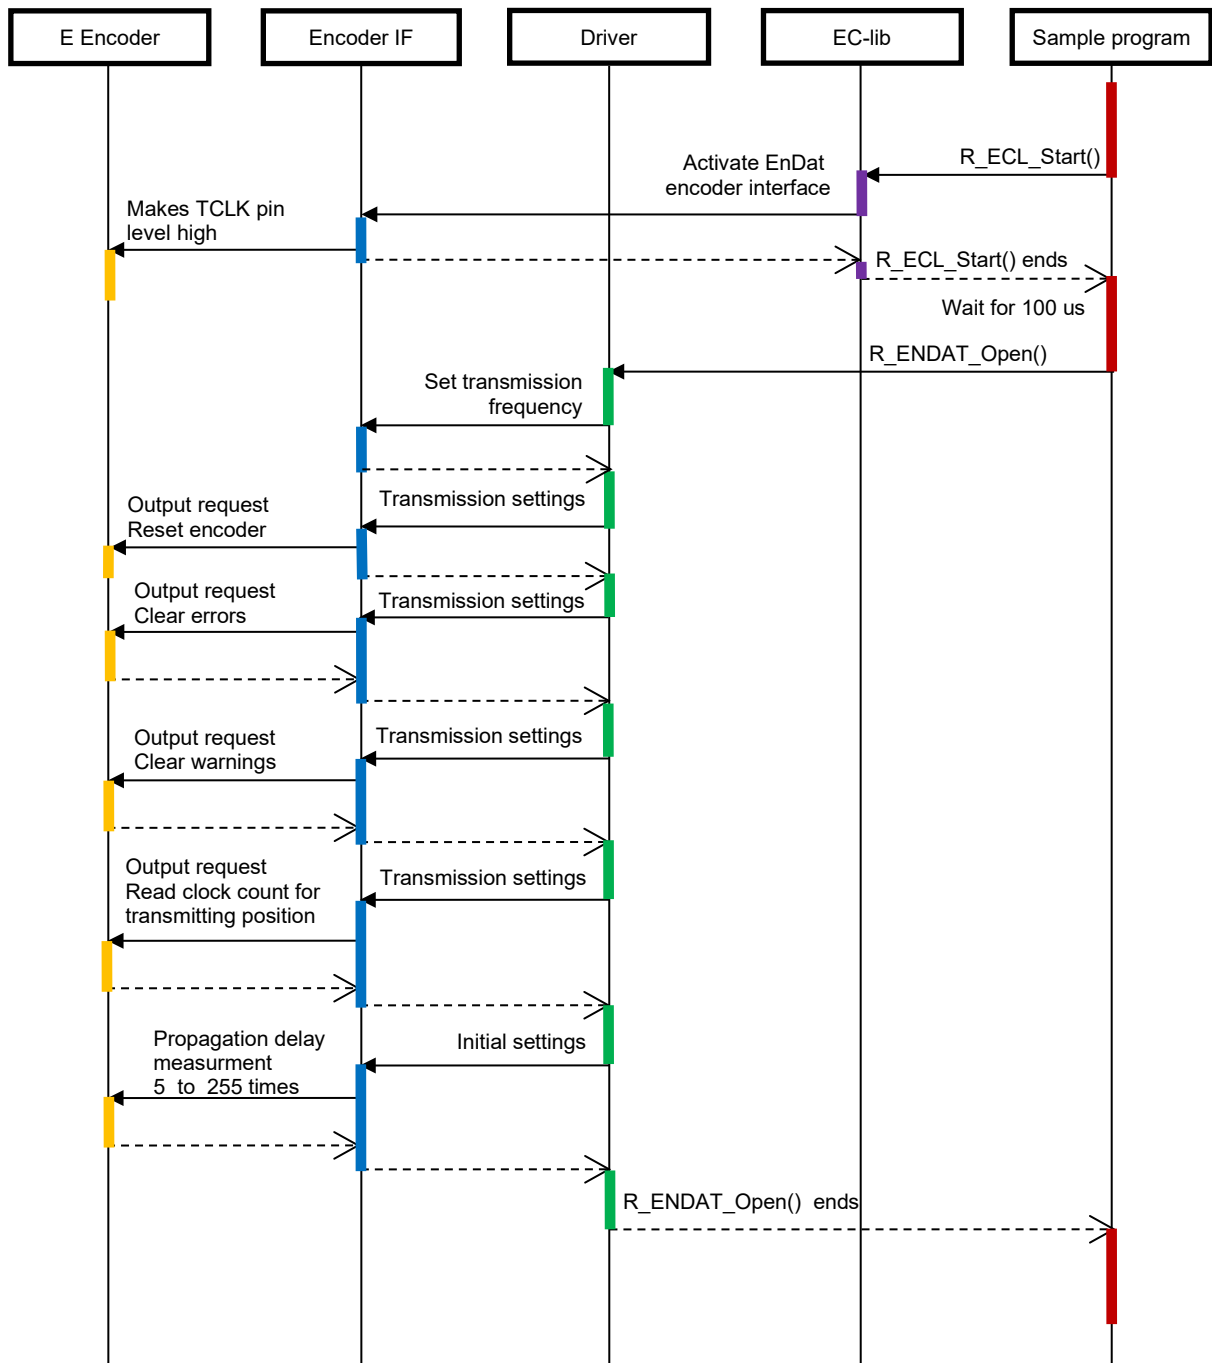 E Encoder
Encoder IF
Driver
EC-lib
Sample program
R_ECL_Start()
Activate EnDat
encoder interface
Makes TCLK pin
level high
R_ECL_Start() ends
Wait for 100 us
R_ENDAT_Open()
Set transmission
frequency
Transmission settings
Output request
Reset encoder
Transmission settings
Output request
Clear errors
Transmission settings
Output request
Clear warnings
Transmission settings
Output request
Read clock count for
transmitting position
Initial settings
Propagation delay
measurment
5 to 255 times
R_ENDAT_Open() ends